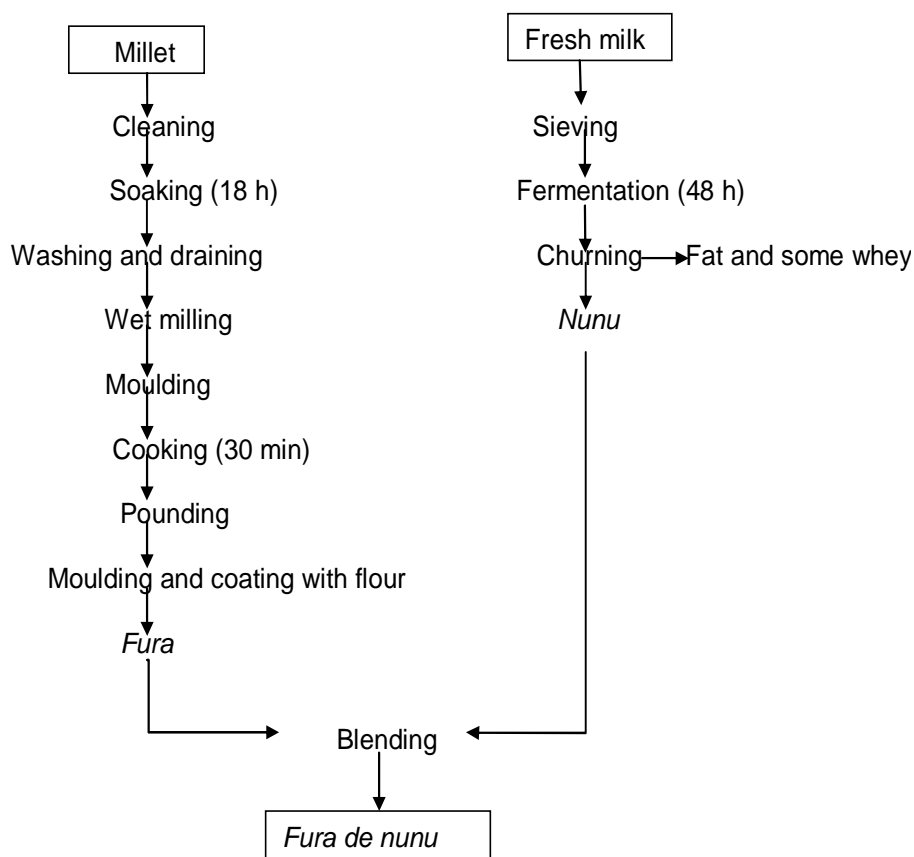 Millet
Cleaning
Soaking (18 h)
Washing and draining
Wet milling
Moulding
Cooking (30 min)
Pounding
Moulding and coating with flour
Fura
Fresh milk
Sieving
Fermentation (48 h)
Churning
Fat and some whey
Nunu
Blending
Fura de nunu